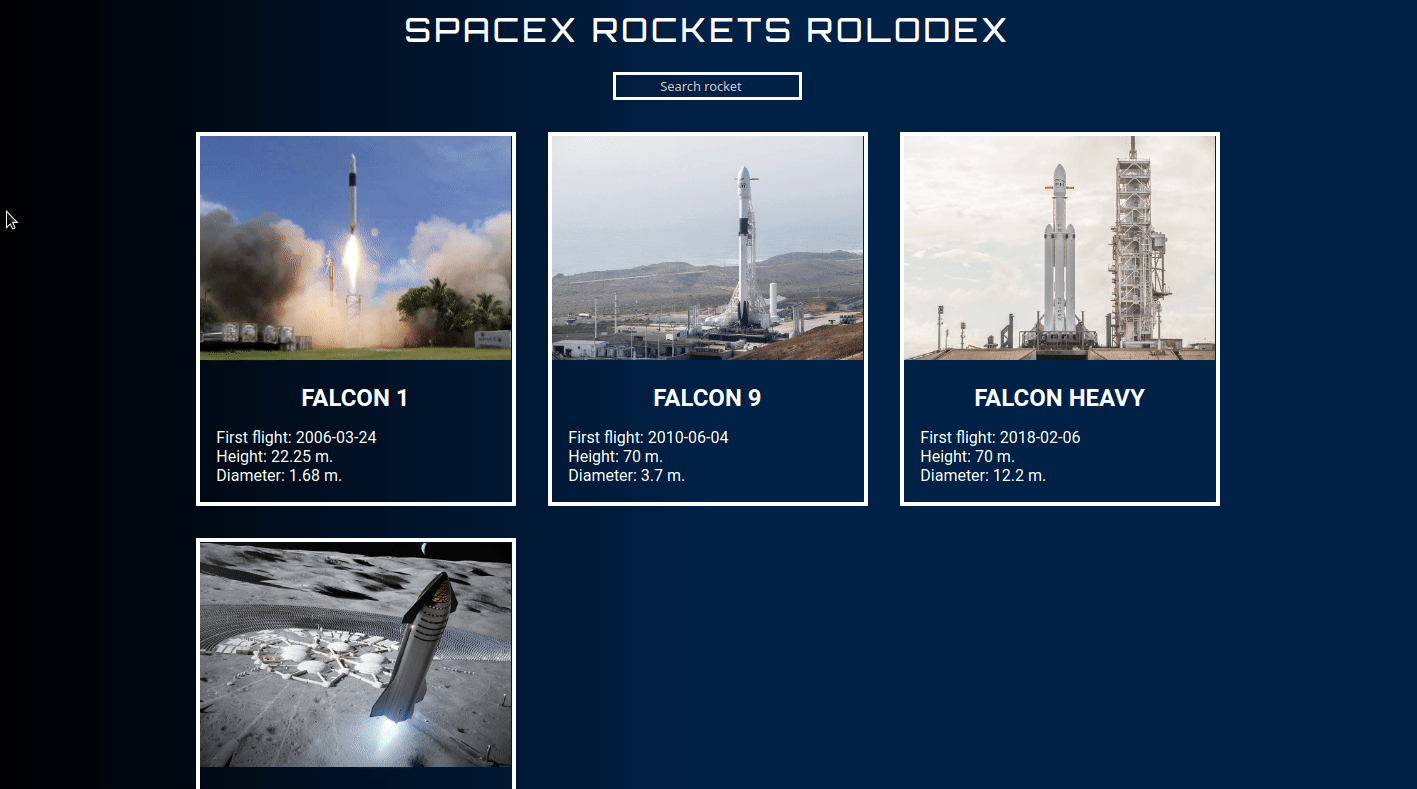 SPACEX ROCKETS ROLODEX
Search rocket
FALCON 1
First flight: 2006-03-24
Height: 22.25 m.
Diameter: 1.68 m.
FALCON 9
First flight: 2010-06-04
Height: 70 m.
Diameter: 3.7 m.
FALCON HEAVY
First flight: 2018-02-06
Height: 70 m.
Diameter: 12.2 m.